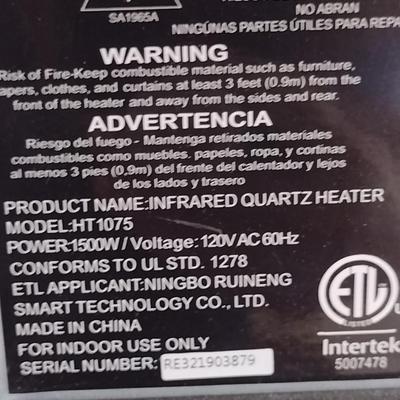 SA1965A
NO ABRAN
NINGÚNAS PARTES ÚTILES PARA REPA
WARNING
Risk of Fire-Keep combustible material such as furniture,
apers, clothes, and curtains at least 3 feet (0.9m) from the
front of the heater and away from the sides and rear.
ADVERTENCIA
Riesgo del fuego - Mantenga retirados materiales
combustibles como muebles. papeles, ropa, y cortinas
al menos 3 pies (0.9m) del frente del calentador y lejos
de los lados y trasero
PRODUCT NAME:INFRARED QUARTZ HEATER
MODEL:HT1075
POWER:1500W / Voltage: 120V AC 60Hz
CONFORMS TO UL STD. 1278
ETL APPLICANT:NINGBO RUINENG
SMART TECHNOLOGY CO., LTD.
MADE IN CHINA
FOR INDOOR USE ONLY
SERIAL NUMBER: RE321903879
ETL
LISTED
Intertek
5007478